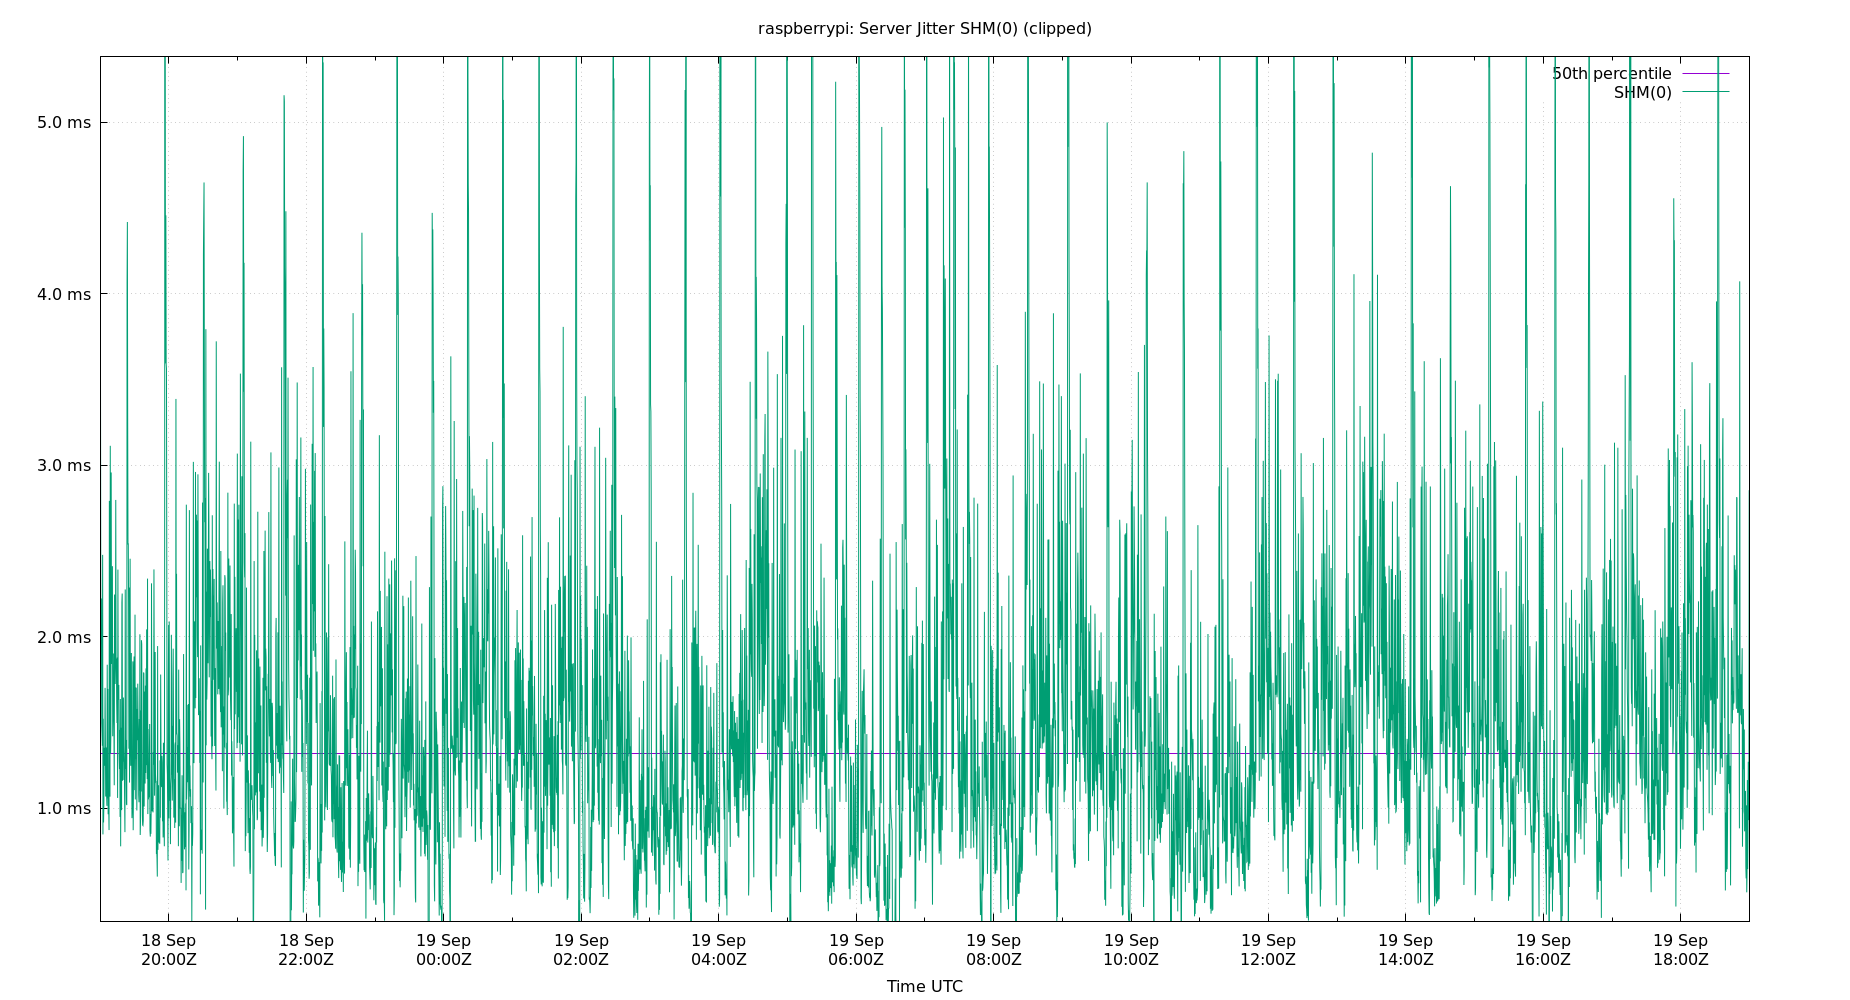 raspberrypi: Server Jitter SHM(0) (clipped)
50th percentile
SHM(0)
5.0 ms
4.0 ms
3.0 ms
2.0 ms
1.0 ms
18 Sep 18 Sep 19 Sep 19 Sep 19 Sep 19 Sep 19 Sep 19 Sep 19 Sep 19 Sep 19 Sep 19 Sep
20:00Z 22:00Z 00:00Z 02:00Z 04:00Z 06:00Z 08:00Z 10:00Z 12:00Z 14:00Z 16:00Z 18:00Z
Time UTC